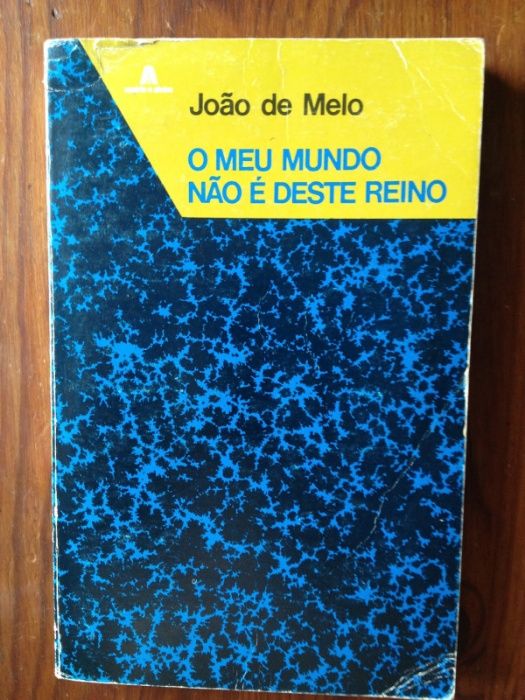 A
João de Melo
O MEU MUNDO
NÃO É DESTE REINO